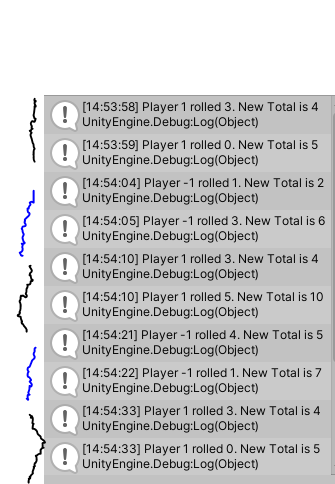 [14:53:58] Player 1 rolled 3. New Total is 4
UnityEngine.Debug:Log(Object)
[14:53:59] Player 1 rolled 0. New Total is 5
UnityEngine.Debug:Log(Object)
[14:54:04] Player -1 rolled 1. New Total is 2
UnityEngine.Debug:Log(Object)
[14:54:05] Player -1 rolled 3. New Total is 6
UnityEngine.Debug:Log(Object)
[14:54:10] Player 1 rolled 3. New Total is 4
UnityEngine.Debug:Log(Object)
[14:54:10] Player 1 rolled 5. New Total is 10
UnityEngine.Debug:Log(Object)
[14:54:21] Player -1 rolled 4. New Total is 5
UnityEngine.Debug:Log(Object)
[14:54:22] Player -1 rolled 1. New Total is 7
UnityEngine.Debug:Log(Object)
[14:54:33] Player 1 rolled 3. New Total is 4
UnityEngine.Debug:Log(Object)
[14:54:33] Player 1 rolled 0. New Total is 5
UnityEngine.Debug:Log(Object)